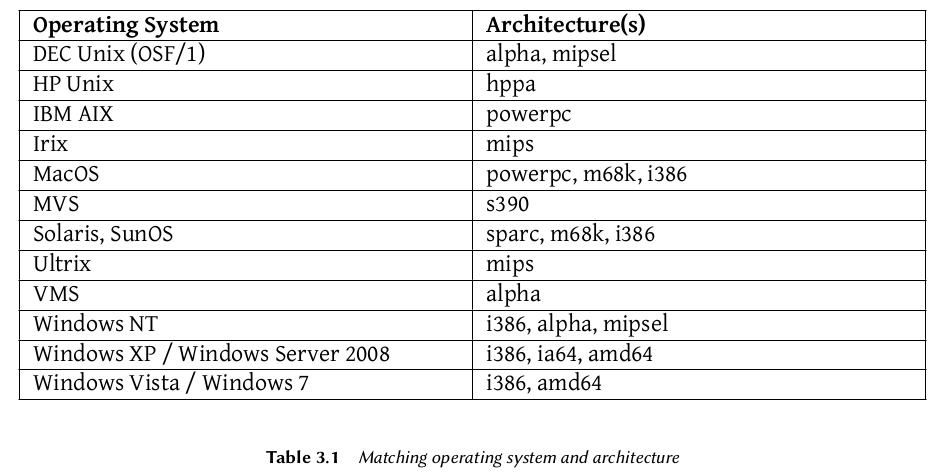 Operating System Architecture(s)
DEC Unix (OSF/1) alpha, mipsel
HP Unix hppa
IBM AIX powerpc
Irix mips
MacOS powerpc, m68k, i386
MVS s390
Solaris, SunOS sparc, m68k, i386
Ultrix mips
VMS alpha
Windows NT i386, alpha, mipsel
Windows XP / Windows Server 2008 i386, ia64, amd64
Windows Vista / Windows 7 i386, amd64
Table 3.1 Matching operating system and architecture